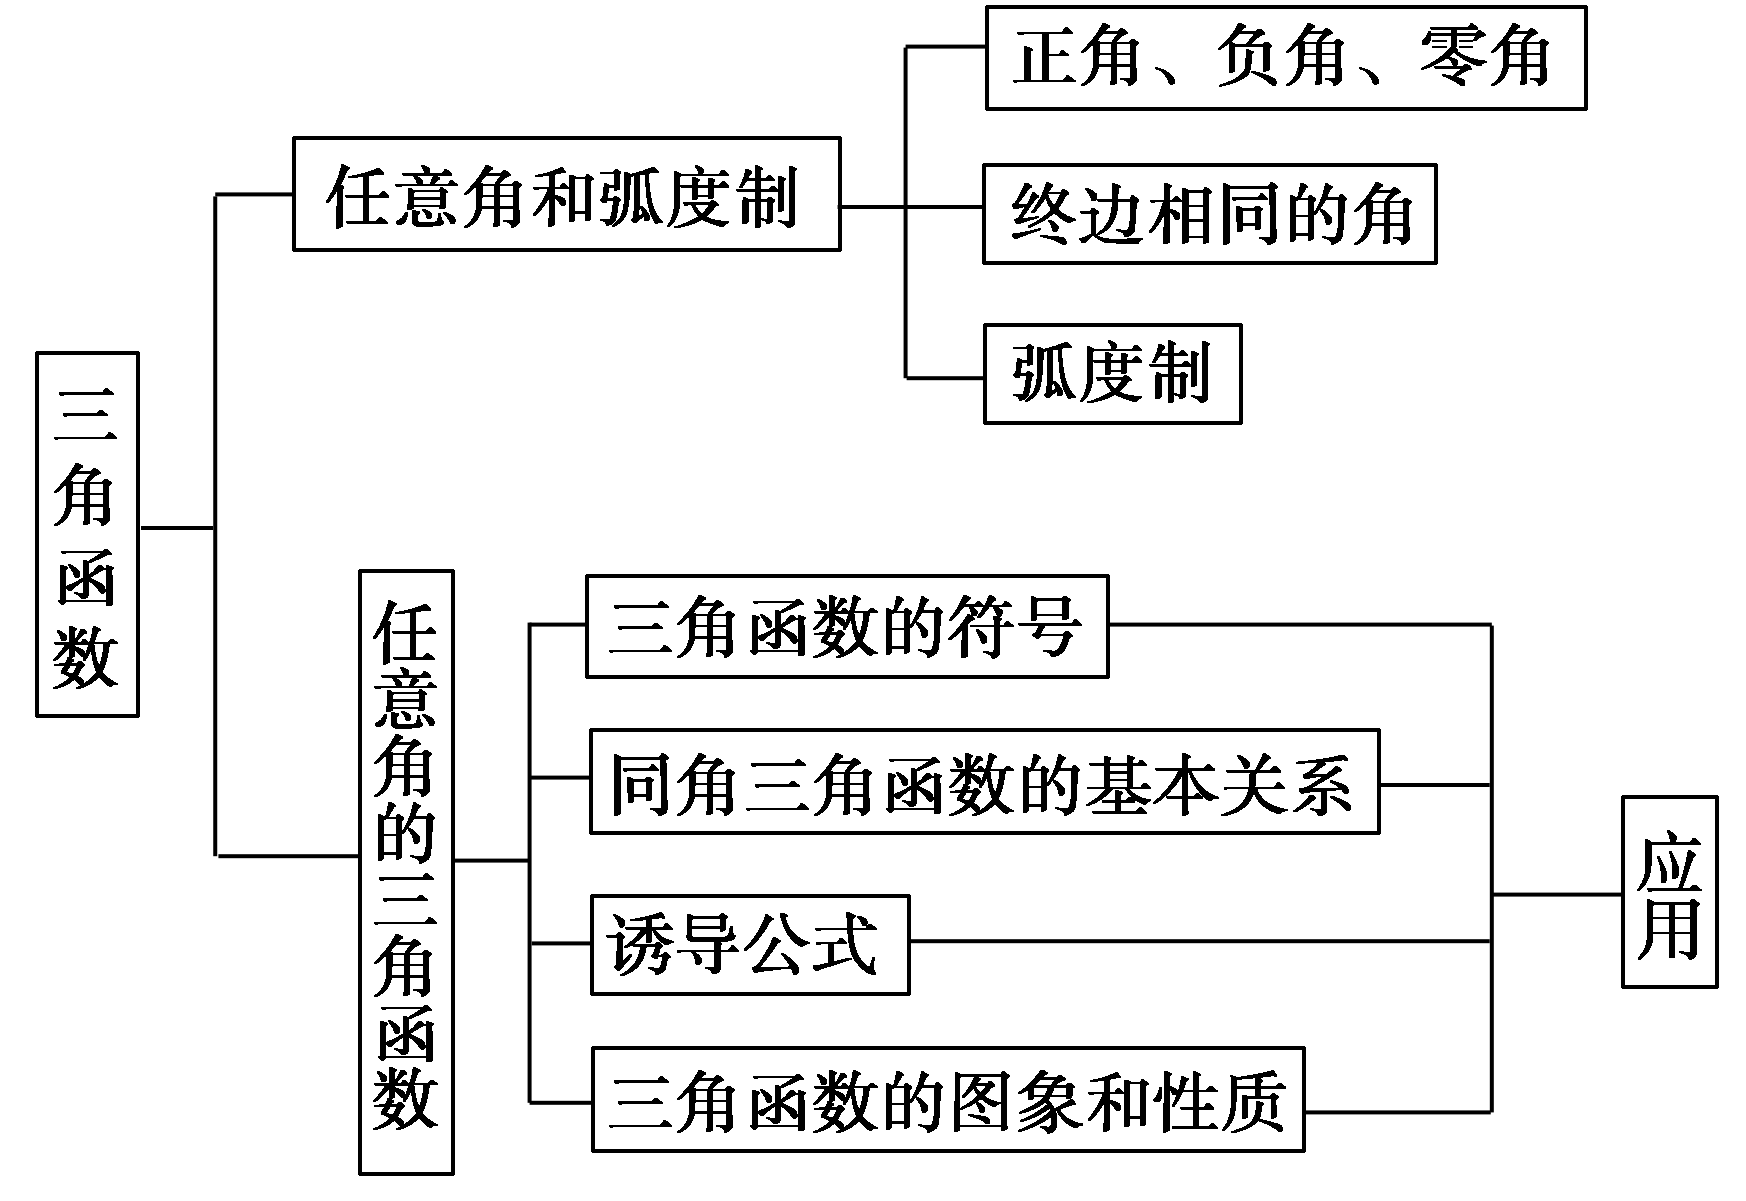 三角函数
任意角和弧度制
正角、负角、零角
终边相同的角
弧度制
任意角的三角函数
三角函数的符号
同角三角函数的基本关系
诱导公式
三角函数的图象和性质
应用